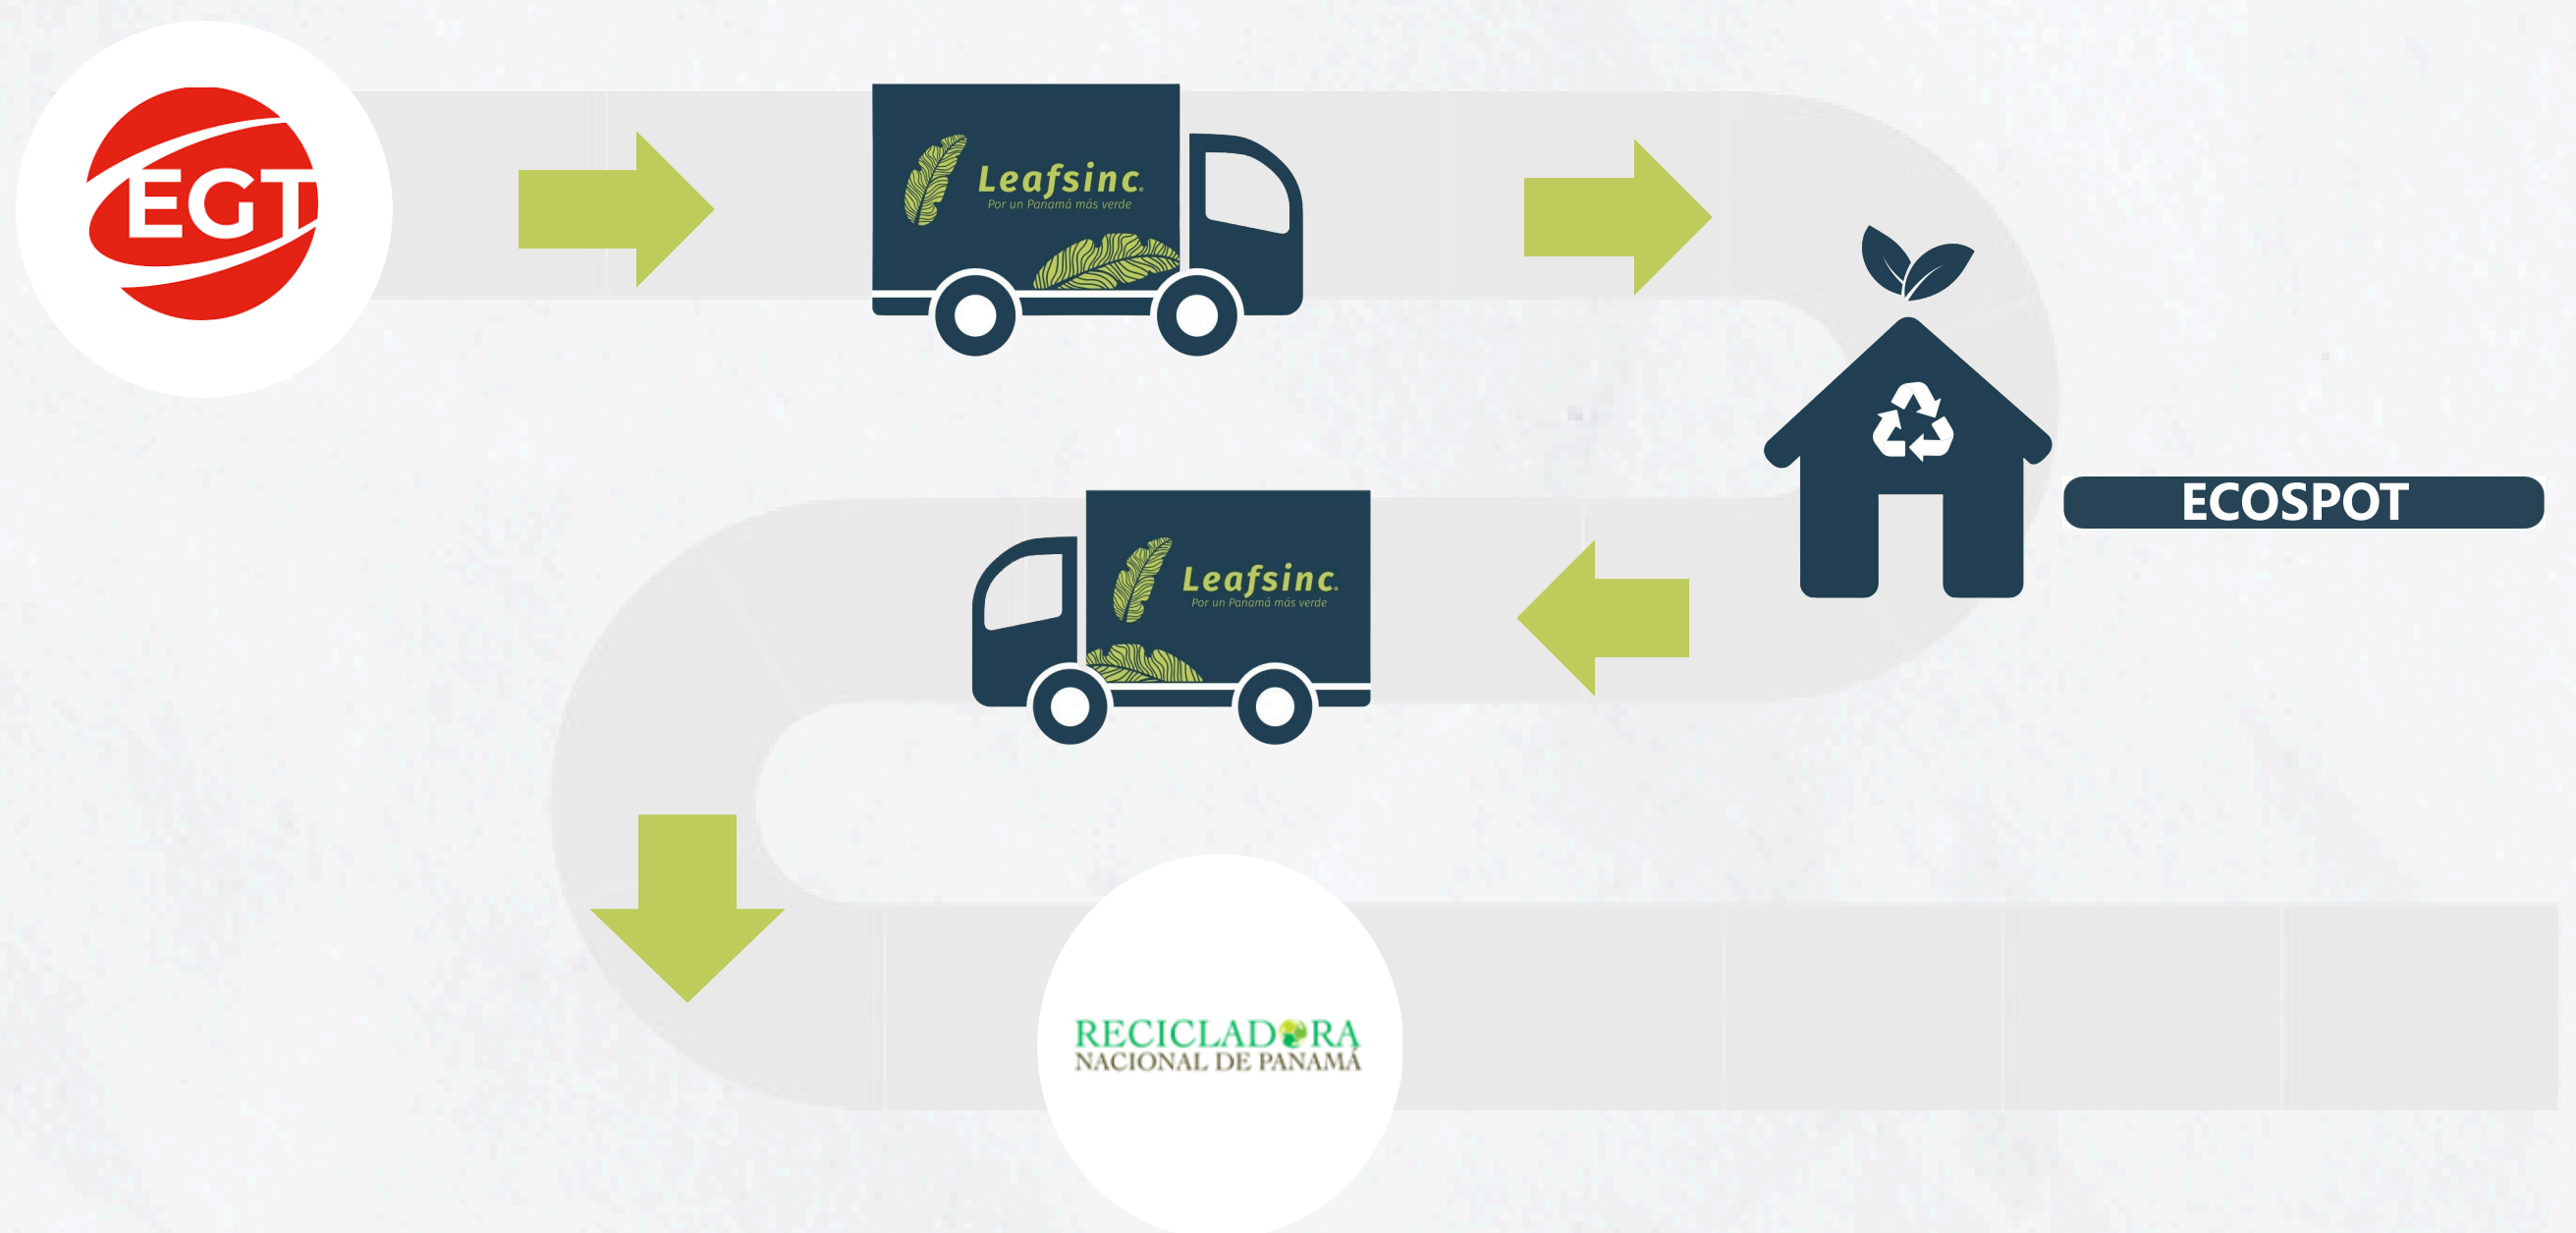 EGT
Leafsinc.
Por un Panamá más verde
ECOSPOT
Leafsinc.
Por un Panamá más verde
RECICLADORA
NACIONAL DE PANAMÁ